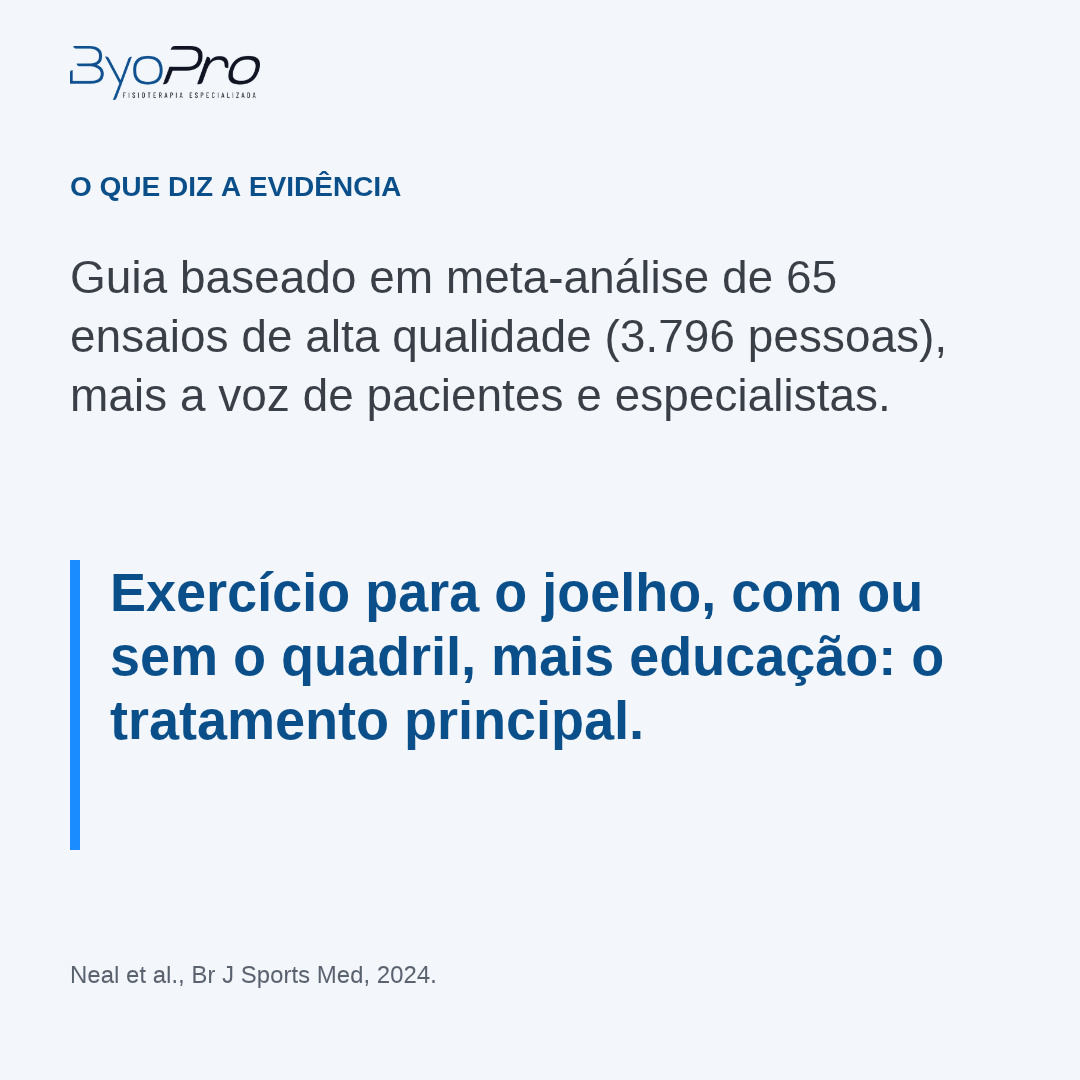 ByoPro
FISIOTERAPIA ESPECIALIZADA
O QUE DIZ A EVIDÊNCIA
Guia baseado em meta-análise de 65
ensaios de alta qualidade (3.796 pessoas),
mais a voz de pacientes e especialistas.
Exercício para o joelho, com ou
sem o quadril, mais educação: o
tratamento principal.
Neal et al., Br J Sports Med, 2024.